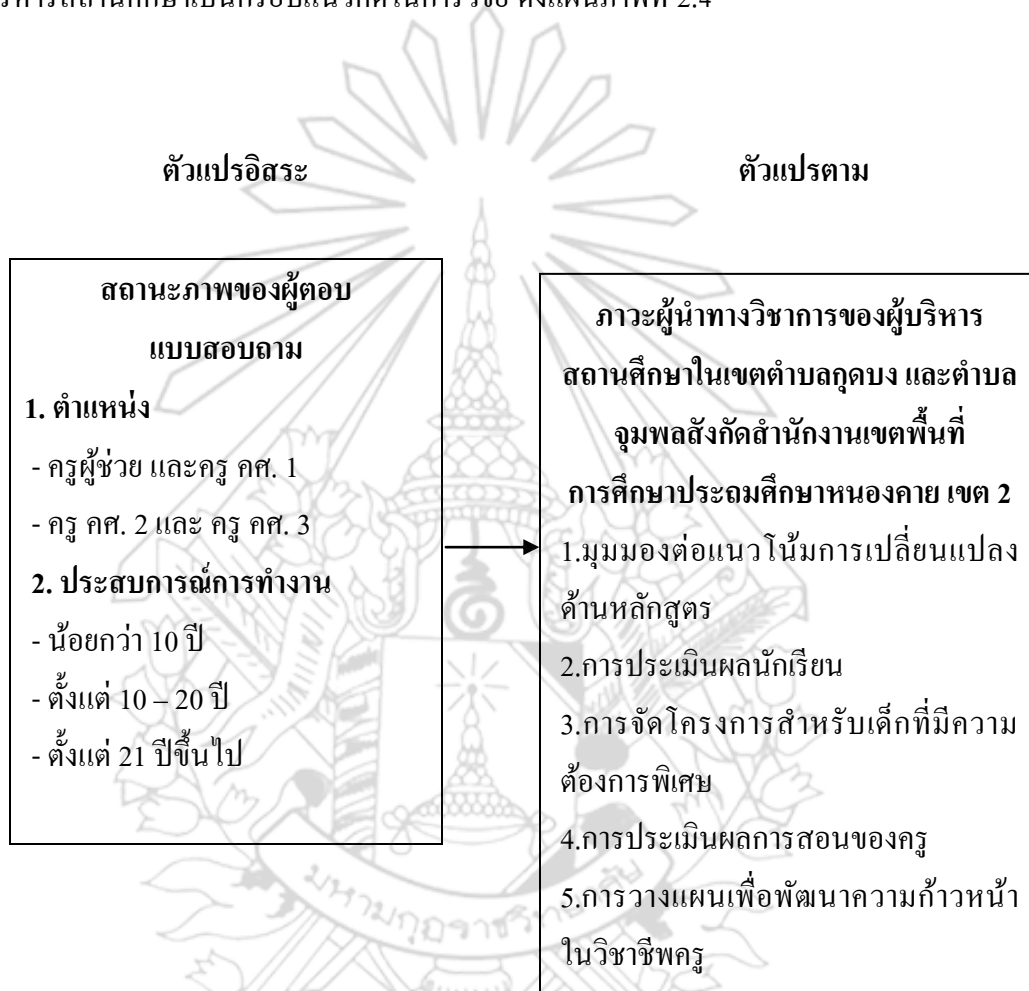 ตัวแปรอิสระ
ตัวแปรตาม
สถานะภาพของผู้ตอบ
แบบสอบถาม
1. ตำแหน่ง
- ครูผู้ช่วย และครู คศ. 1
- ครู คศ. 2 และ ครู คศ. 3
2. ประสบการณ์การทำงาน
- น้อยกว่า 10 ปี
- ตั้งแต่ 10 – 20 ปี
- ตั้งแต่ 21 ปีขึ้นไป
ภาวะผู้นำทางวิชาการของผู้บริหาร
สถานศึกษาในเขตตำบลกุดบง และตำบล
จุมพลสังกัดสำนักงานเขตพื้นที่
การศึกษาประถมศึกษาหนองคาย เขต 2
1.มุมมองต่อแนวโน้มการเปลี่ยนแปลง
ด้านหลักสูตร
2.การประเมินผลนักเรียน
3.การจัดโครงการสำหรับเด็กที่มีความ
ต้องการพิเศษ
4.การประเมินผลการสอนของครู
5.การวางแผนเพื่อพัฒนาความก้าวหน้า
ในวิชาชีพครู